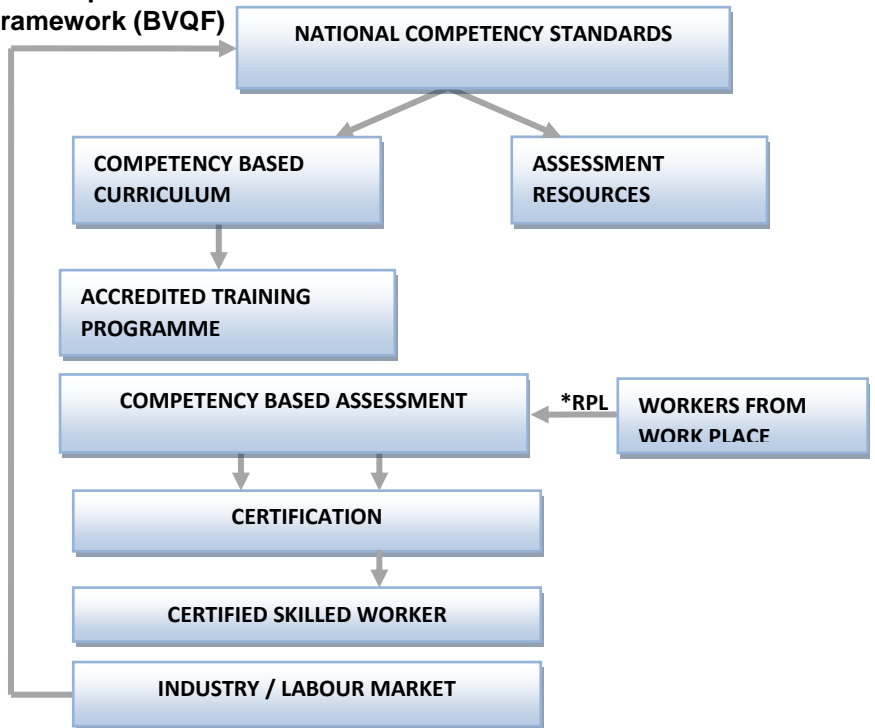 ramework (BVQF)
NATIONAL COMPETENCY STANDARDS
COMPETENCY BASED
CURRICULUM
ASSESSMENT
RESOURCES
ACCREDITED TRAINING
PROGRAMME
COMPETENCY BASED ASSESSMENT
*RPL
WORKERS FROM
WORK PLACE
CERTIFICATION
CERTIFIED SKILLED WORKER
INDUSTRY / LABOUR MARKET